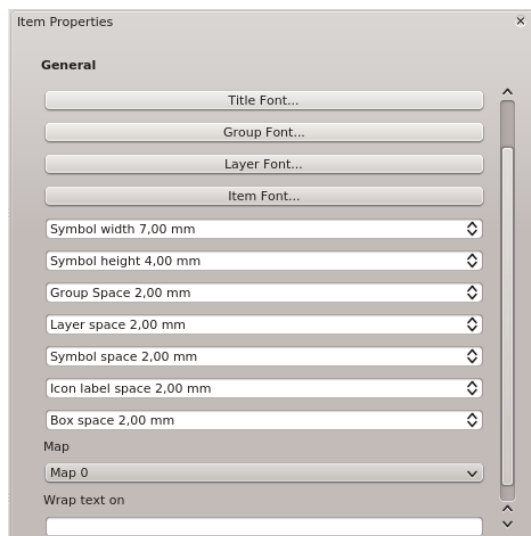 Item Properties
General
Title Font...
Group Font...
Layer Font...
Item Font...
Symbol width 7,00 mm
Symbol height 4,00 mm
Group Space 2,00 mm
Layer space 2,00 mm
Symbol space 2,00 mm
Icon label space 2,00 mm
Box space 2,00 mm
Map
Map 0
Wrap text on